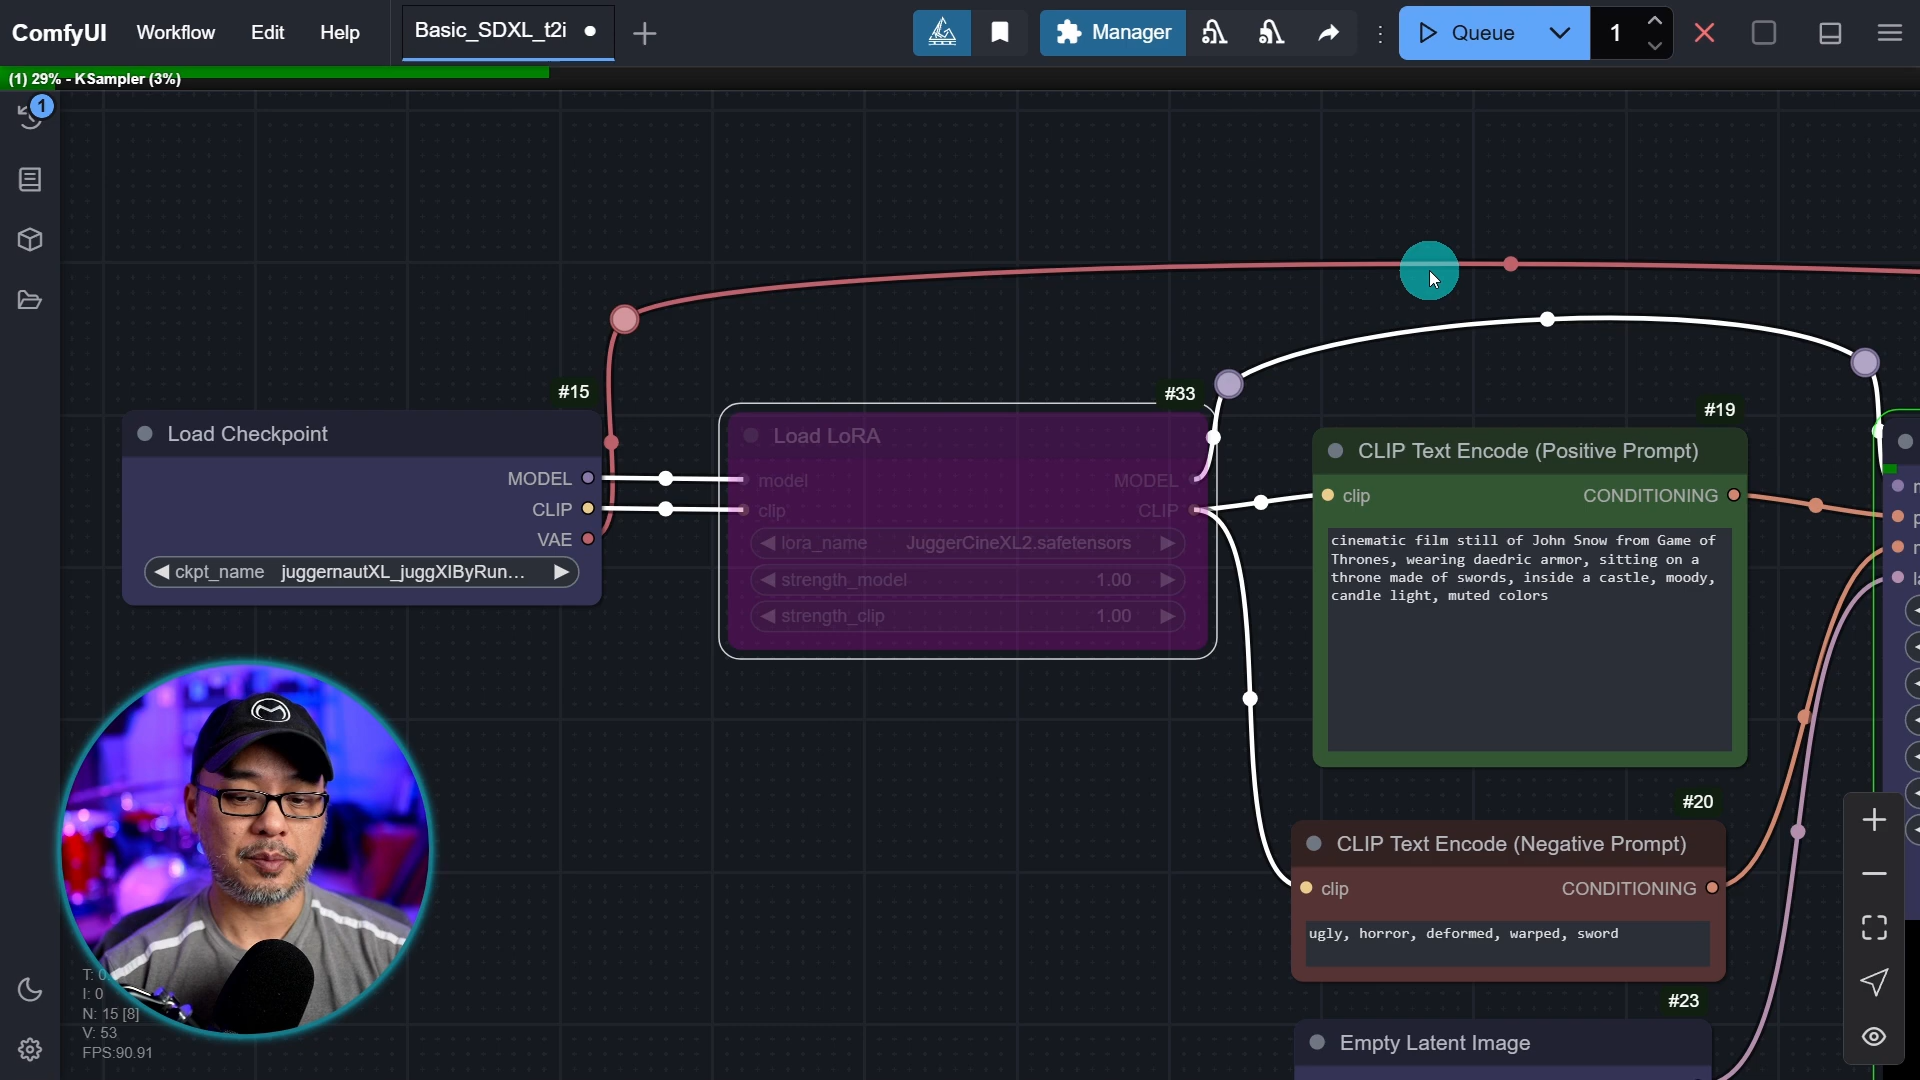 ComfyUI
Workflow
Edit
Help
Basic_SDXL_t2i
Manager
Queue
1
(1) 29% - KSampler (3%)
1
#15
Load Checkpoint
MODEL
CLIP
VAE
ckpt_name juggernautXL_juggXIByRun...
#33
Load LoRA
model MODEL
clip CLIP
lora_name JuggerCineXL2.safetensors
strength_model 1.00
strength_clip 1.00
#19
CLIP Text Encode (Positive Prompt)
clip CONDITIONING
cinematic film still of John Snow from Game of
Thrones, wearing daedric armor, sitting on a
throne made of swords, inside a castle, moody,
candle light, muted colors
#20
CLIP Text Encode (Negative Prompt)
clip CONDITIONING
ugly, horror, deformed, warped, sword
#23
Empty Latent Image
I: 0
N: 15 [8]
V: 53
FPS:90.91